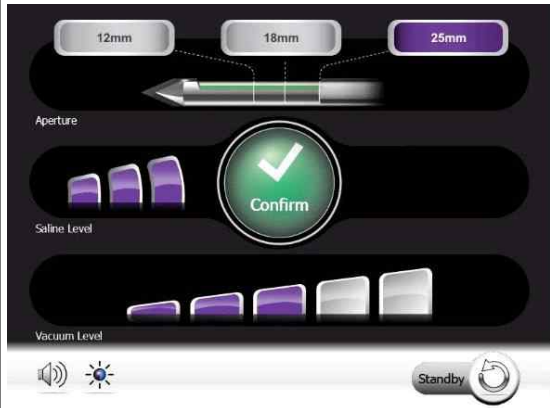 12mm
18mm
25mm
Aperture
Confirm
Saline Level
Vacuum Level
Standby